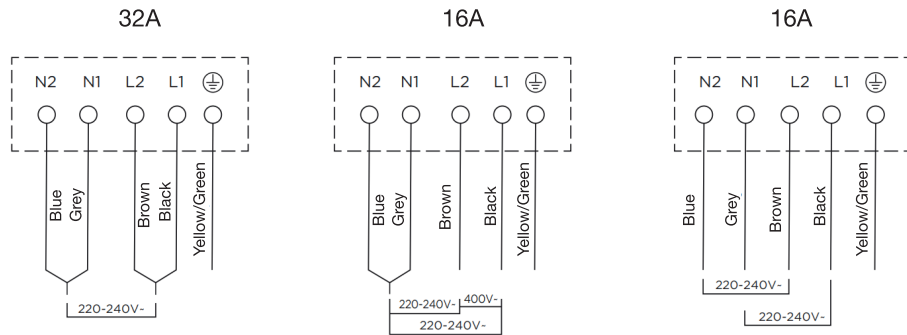 32A
N2 N1 L2 L1
Blue
Grey
Brown
Black
Yellow/Green
220-240V~
16A
N2 N1 L2 L1
Blue
Grey
Brown
Black
Yellow/Green
220-240V~
400V~
220-240V~
16A
N2 N1 L2 L1
Blue
Grey
Brown
Black
Yellow/Green
220-240V~
220-240V~